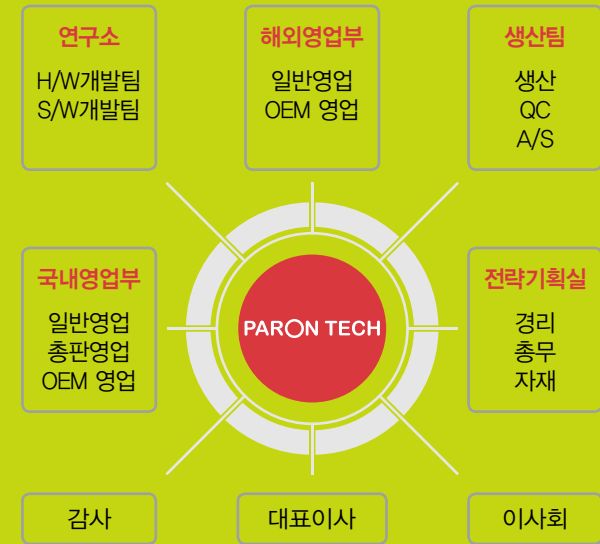 연구소
H/W개발팀
S/W개발팀
해외영업부
일반영업
OEM 영업
생산팀
생산
QC
A/S
국내영업부
일반영업
총판영업
OEM 영업
PARON TECH
전략기획실
경리
총무
자재
감사
대표이사
이사회